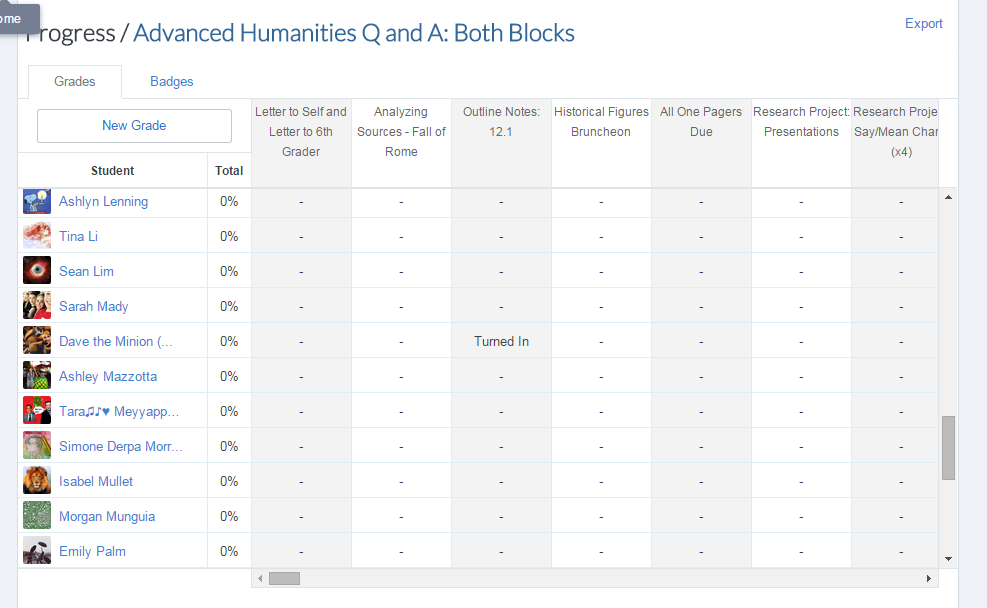 ome
Progress / Advanced Humanities Q and A: Both Blocks
Export
Grades Badges
New Grade
Letter to Self and Letter to 6th Grader
Analyzing Sources - Fall of Rome
Outline Notes: 12.1
Historical Figures Bruncheon
All One Pagers Due
Research Project: Presentations
Research Proje Say/Mean Char (x4)
Student Total
Ashlyn Lenning 0% - - - - - - -
Tina Li 0% - - - - - - -
Sean Lim 0% - - - - - - -
Sarah Mady 0% - - - - - - -
Dave the Minion (... 0% - - Turned In - - - -
Ashley Mazzotta 0% - - - - - - -
Tara♫♪♥ Meyyapp... 0% - - - - - - -
Simone Derpa Morr... 0% - - - - - - -
Isabel Mullet 0% - - - - - - -
Morgan Munguia 0% - - - - - - -
Emily Palm 0% - - - - - - -